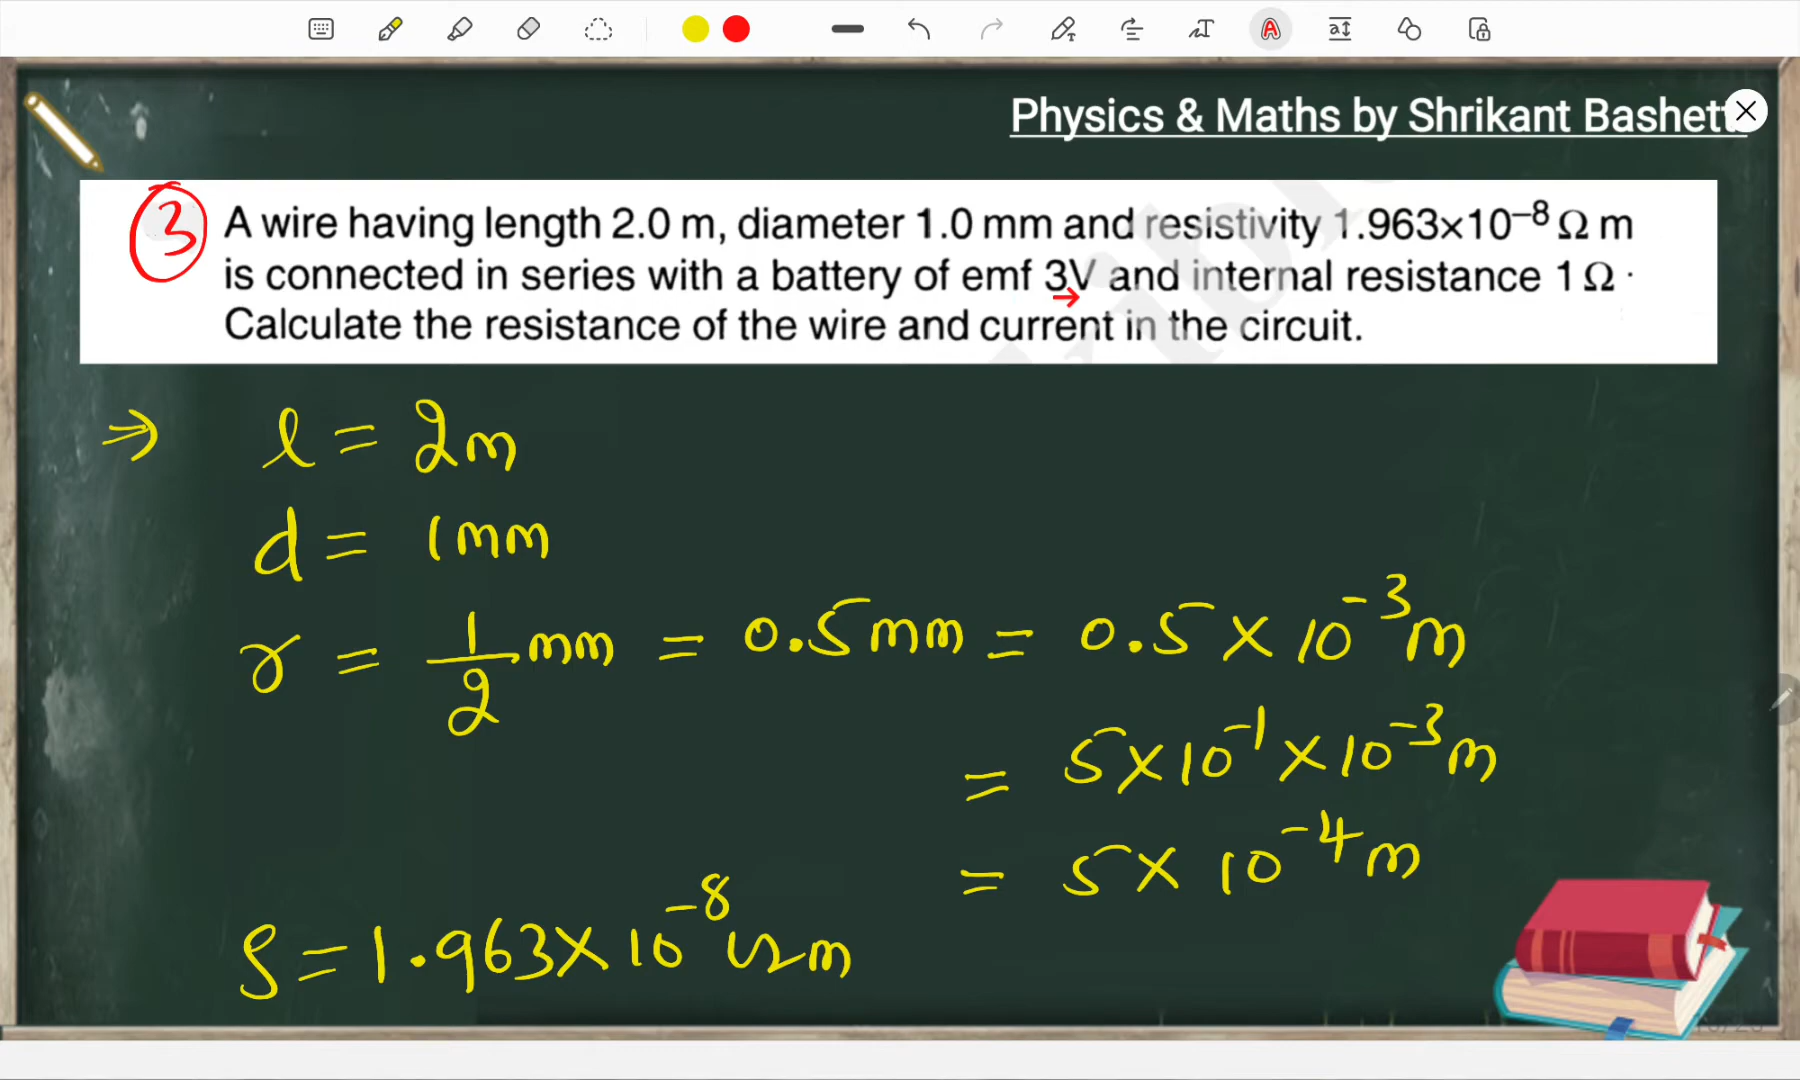 Physics & Maths by Shrikant Bashett
3 A wire having length 2.0 m, diameter 1.0 mm and resistivity 1.963×10⁻⁸ Ω m
is connected in series with a battery of emf 3V and internal resistance 1 Ω ·
Calculate the resistance of the wire and current in the circuit.
⇒ l = 2m
d = 1mm
r = 1/2 mm = 0.5mm = 0.5 × 10⁻³ m
= 5×10⁻¹ × 10⁻³ m
= 5× 10⁻⁴ m
ρ = 1.963 × 10⁻⁸ Ωm